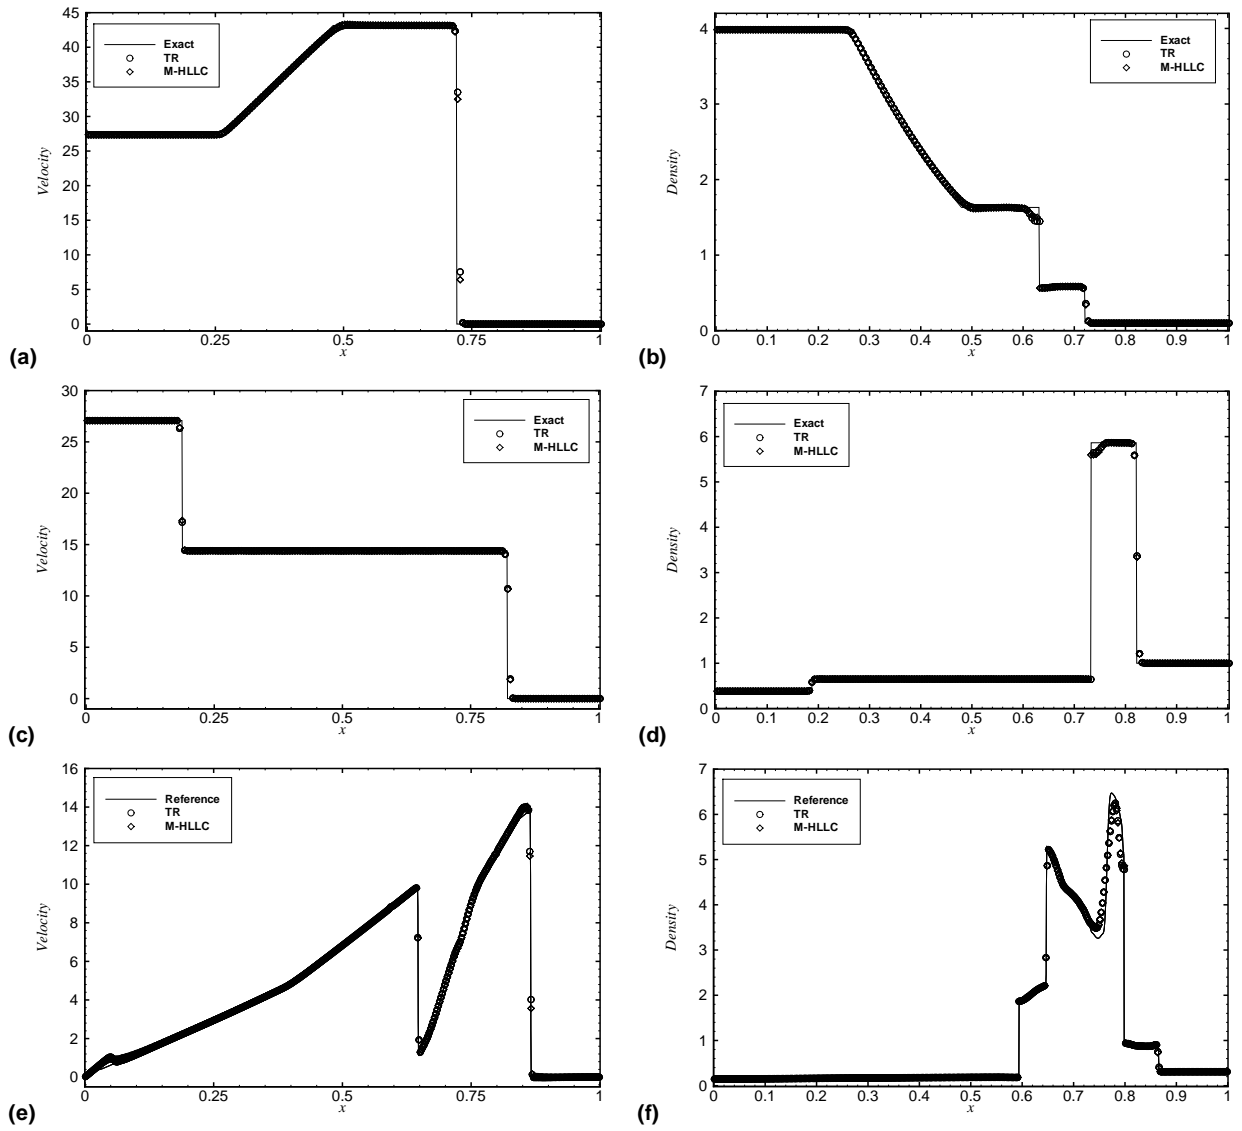 45
40
35
30
25
20
15
10
5
0
Velocity
Exact
TR
M-HLLC
0 0.25 0.5 0.75 1
x
(a)
4
3
2
1
0
Density
Exact
TR
M-HLLC
0 0.1 0.2 0.3 0.4 0.5 0.6 0.7 0.8 0.9 1
x
(b)
30
25
20
15
10
5
0
Velocity
Exact
TR
M-HLLC
0 0.25 0.5 0.75 1
x
(c)
7
6
5
4
3
2
1
0
Density
Exact
TR
M-HLLC
0 0.1 0.2 0.3 0.4 0.5 0.6 0.7 0.8 0.9 1
x
(d)
16
14
12
10
8
6
4
2
0
Velocity
Reference
TR
M-HLLC
0 0.25 0.5 0.75 1
x
(e)
7
6
5
4
3
2
1
0
Density
Reference
TR
M-HLLC
0 0.1 0.2 0.3 0.4 0.5 0.6 0.7 0.8 0.9 1
x
(f)